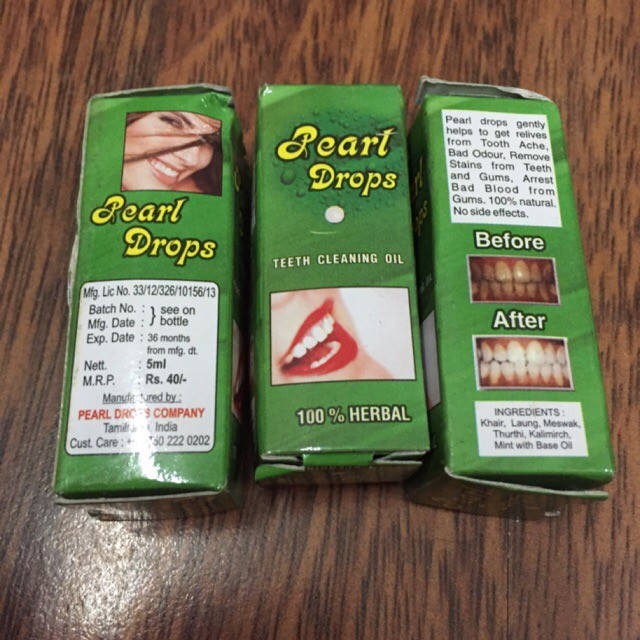 Pearl
Drops
Mfg. Lic No. 33/12/326/10156/13
Batch No. : } see on
Mfg. Date : bottle
Exp. Date : 36 months
from mfg. dt.
Nett. : 5ml
M.R.P. : Rs. 40/-
Manufactured by :
PEARL DROPS COMPANY
India
Cust. Care : 222 0202
Pearl
Drops
TEETH CLEANING OIL
100 % HERBAL
Pearl drops gently
helps to get relives
from Tooth Ache,
Bad Odour, Remove
Stains from Teeth
and Gums, Arrest
Bad Blood from
Gums. 100% natural.
No side effects.
Before
After
INGREDIENTS :
Khair, Laung, Meswak,
Thurthi, Kalimirch,
Mint with Base Oil